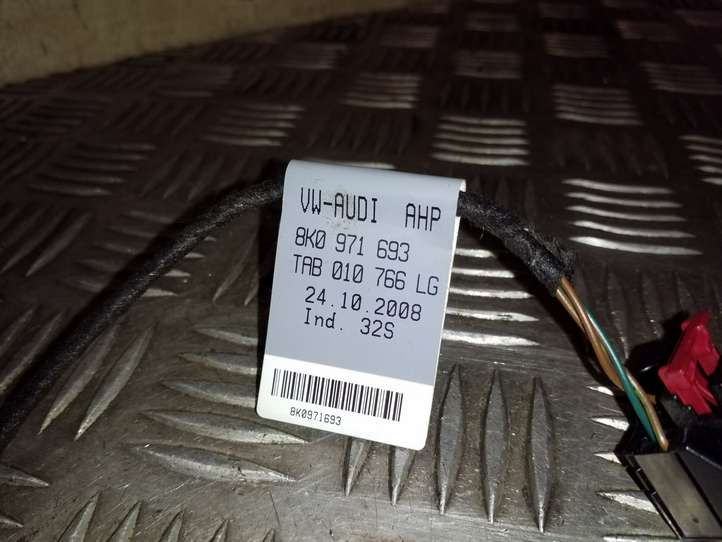 VW-AUDI AHP
8K0 971 693
TAB 010 766 LG
24.10.2008
Ind. 32S
8K0971693